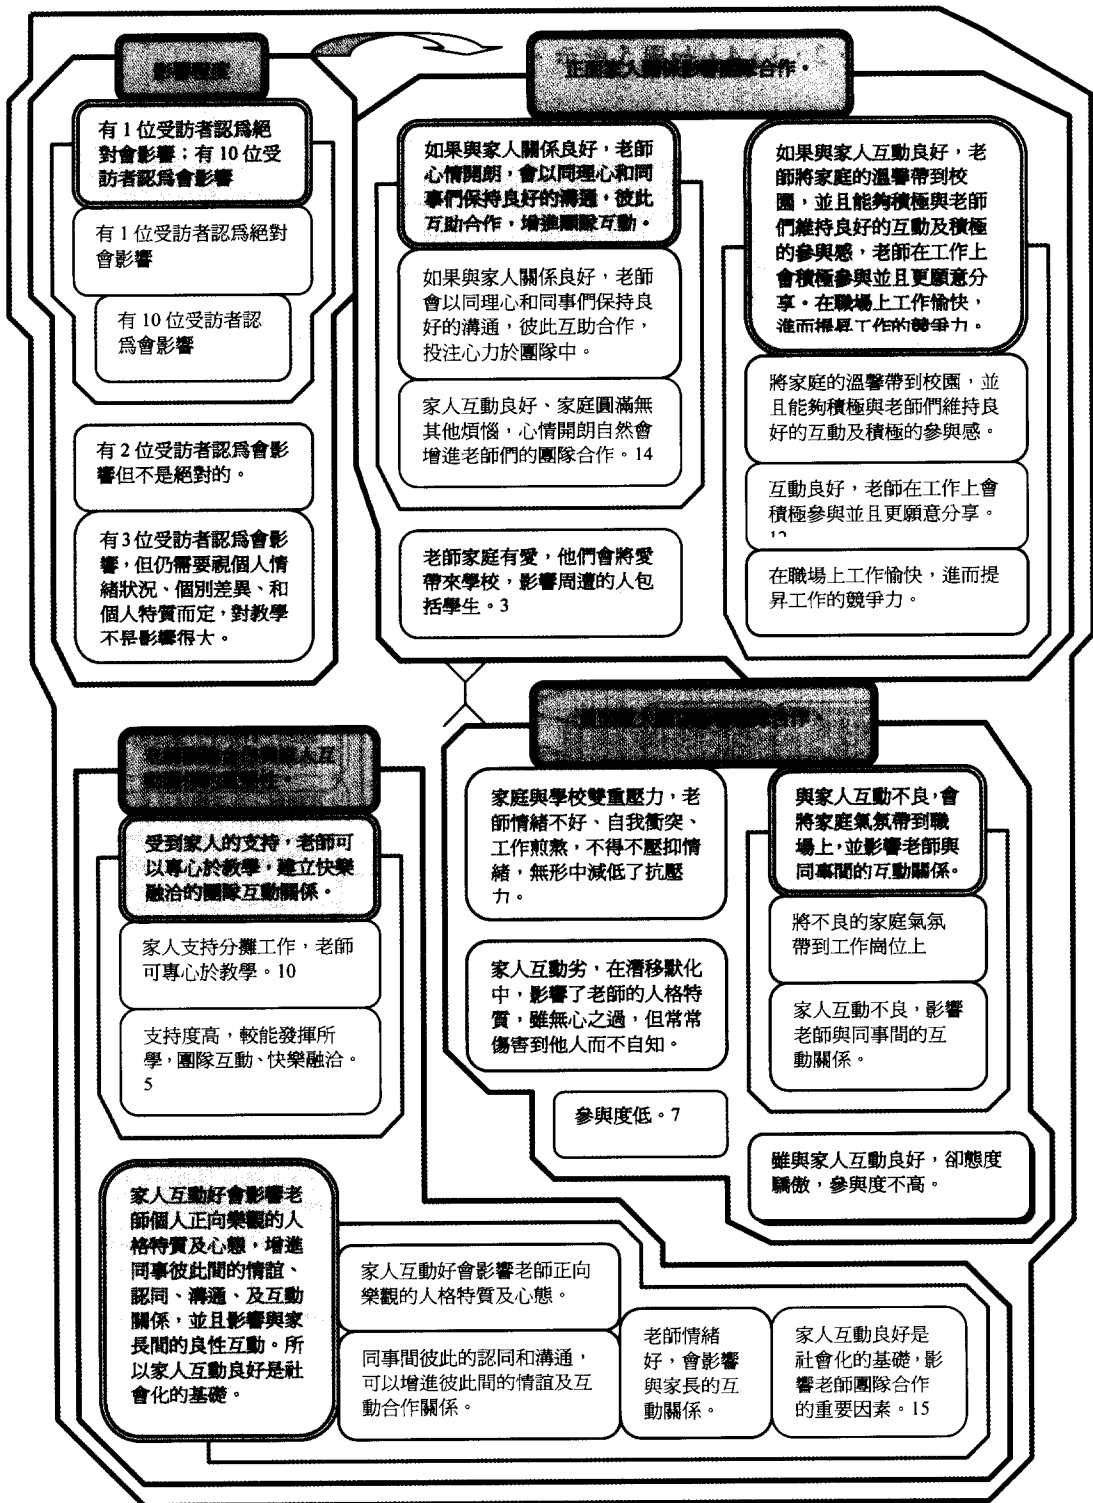 影響程度
有 1 位受訪者認爲絕
對會影響；有 10 位受
訪者認爲會影響
有 1 位受訪者認爲絕對
會影響
有 10 位受訪者認
爲會影響
有 2 位受訪者認爲會影
響但不是絕對的。
有 3 位受訪者認爲會影
響，但仍需要視個人情
緒狀況、個別差異、和
個人特質而定，對教學
不是影響很大。
正面家人關係影響團隊合作。
如果與家人關係良好，老師
心情開朗，會以同理心和同
事們保持良好的溝通，彼此
互助合作，增進團隊互動。
如果與家人關係良好，老師
會以同理心和同事們保持良
好的溝通，彼此互助合作，
投注心力於團隊中。
家人互動良好、家庭圓滿無
其他煩惱，心情開朗自然會
增進老師們的團隊合作。14
老師家庭有愛，他們會將愛
帶來學校，影響周遭的人包
括學生。3
如果與家人互動良好，老
師將家庭的溫馨帶到校
園，並且能夠積極與老師
們維持良好的互動及積極
的參與感，老師在工作上
會積極參與並且更願意分
享。在職場上工作愉快，
進而提昇工作的競爭力。
將家庭的溫馨帶到校園，並
且能夠積極與老師們維持良
好的互動及積極的參與感。
互動良好，老師在工作上會
積極參與並且更願意分享。
12
在職場上工作愉快，進而提
昇工作的競爭力。
家庭與學校雙重壓力，老
師情緒不好、自我衝突、
工作煎熬，不得不壓抑情
緒，無形中減低了抗壓
力。
家人互動劣，在潛移默化
中，影響了老師的人格特
質，雖無心之過，但常常
傷害到他人而不自知。
參與度低。7
與家人互動不良，會
將家庭氣氛帶到職
場上，並影響老師與
同事間的互動關係。
將不良的家庭氣氛
帶到工作崗位上
家人互動不良，影響
老師與同事間的互
動關係。
雖與家人互動良好，卻態度
驕傲，參與度不高。
受到家人的支持，老師可
以專心於教學，建立快樂
融洽的團隊互動關係。
家人支持分攤工作，老師
可專心於教學。10
支持度高，較能發揮所
學，團隊互動、快樂融洽。
5
家人互動好會影響老
師個人正向樂觀的人
格特質及心態，增進
同事彼此間的情誼、
認同、溝通、及互動
關係，並且影響與家
長間的良性互動。所
以家人互動良好是社
會化的基礎。
家人互動好會影響老師正向
樂觀的人格特質及心態。
同事間彼此的認同和溝通，
可以增進彼此間的情誼及互
動合作關係。
老師情緒
好，會影響
與家長的互
動關係。
家人互動良好是
社會化的基礎，影
響老師團隊合作
的重要因素。15